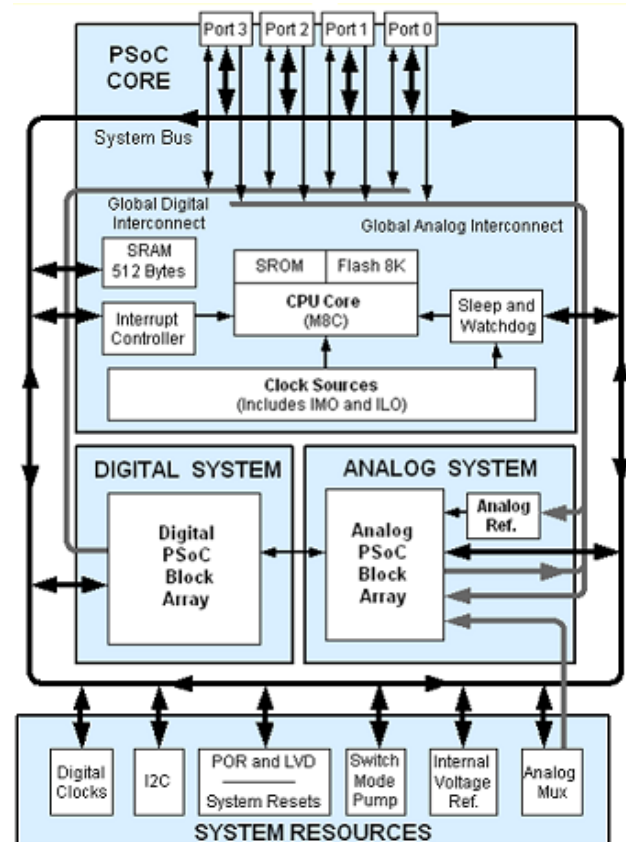 Port 3 Port 2 Port 1 Port 0
PSoC
CORE
System Bus
Global Digital
Interconnect
Global Analog Interconnect
SRAM
512 Bytes
SROM
Flash 8K
CPU Core
(M8C)
Interrupt
Controller
Sleep and
Watchdog
Clock Sources
(Includes IMO and ILO)
DIGITAL SYSTEM
Digital
PSoC
Block
Array
ANALOG SYSTEM
Analog
PSoC
Block
Array
Analog
Ref.
Digital
Clocks
I2C
POR and LVD
System Resets
Switch
Mode
Pump
Internal
Voltage
Ref.
Analog
Mux
SYSTEM RESOURCES